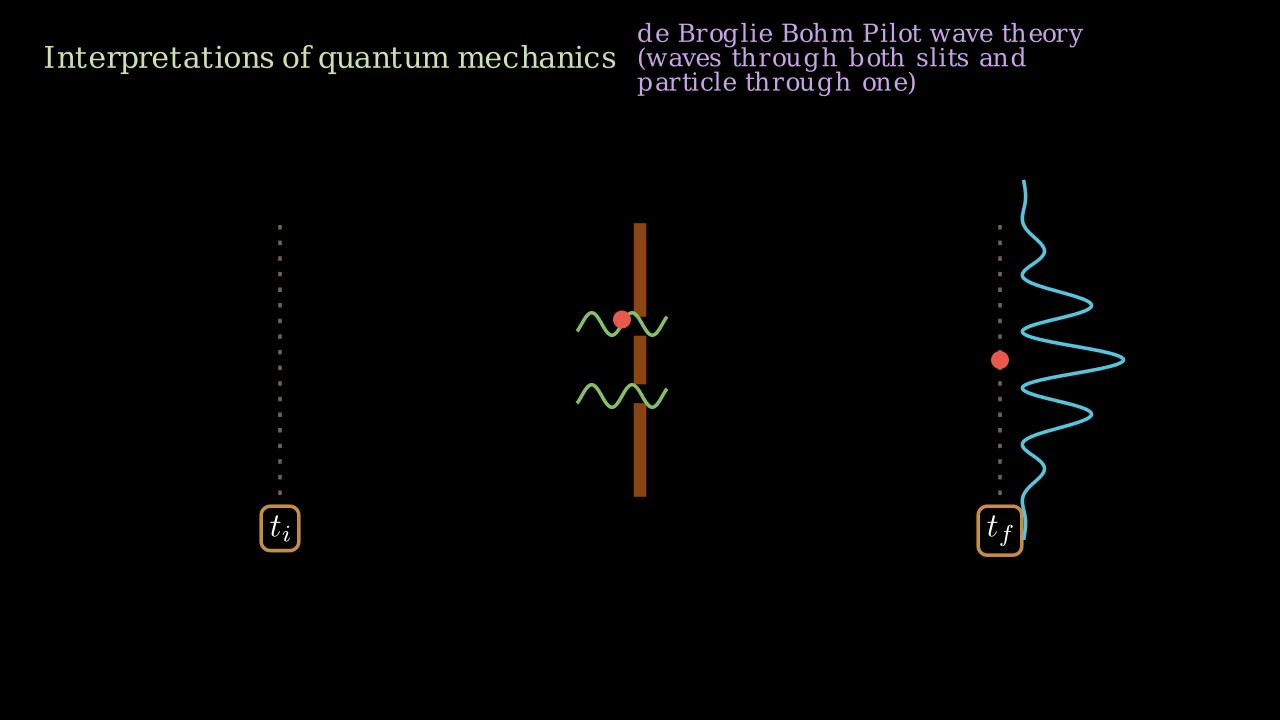 Interpretations of quantum mechanics
de Broglie Bohm Pilot wave theory
(waves through both slits and
particle through one)
t_i
t_f